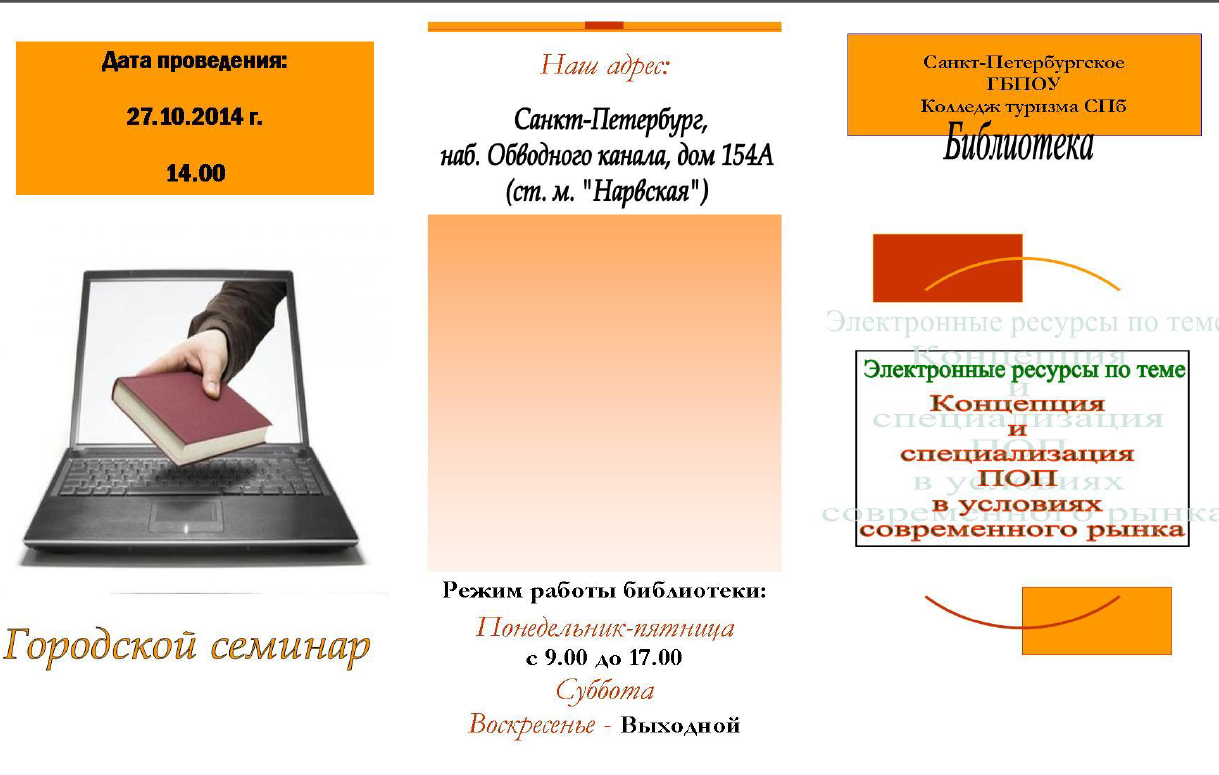 Дата проведения:
27.10.2014 г.
14.00
Городской семинар
Наш адрес:
Санкт-Петербург,
наб. Обводного канала, дом 154А
(ст. м. "Нарвская")
Режим работы библиотеки:
Понедельник-пятница
с 9.00 до 17.00
Суббота
Воскресенье - Выходной
Санкт-Петербургское
ГБПОУ
Колледж туризма СПб
Библиотека
Электронные ресурсы по теме
Концепция
и
специализация
ПОП
в условиях
современного рынка